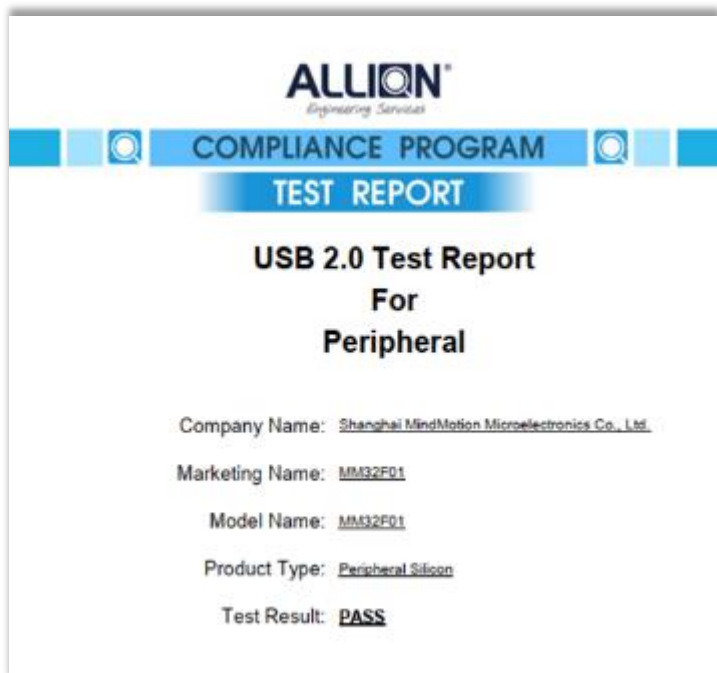 ALLION®
Engineering Services
COMPLIANCE PROGRAM
TEST REPORT
USB 2.0 Test Report
For
Peripheral
Company Name: Shanghai MindMotion Microelectronics Co., Ltd.
Marketing Name: MM32F01
Model Name: MM32F01
Product Type: Peripheral Silicon
Test Result: PASS